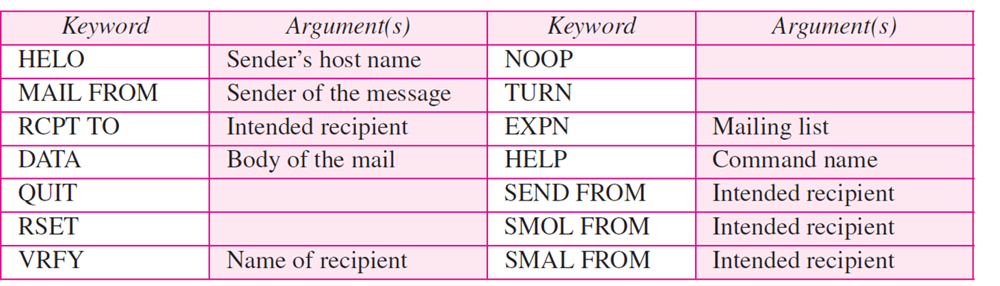 Keyword Argument(s) Keyword Argument(s)
HELO Sender’s host name NOOP
MAIL FROM Sender of the message TURN
RCPT TO Intended recipient EXPN Mailing list
DATA Body of the mail HELP Command name
QUIT SEND FROM Intended recipient
RSET SMOL FROM Intended recipient
VRFY Name of recipient SMAL FROM Intended recipient